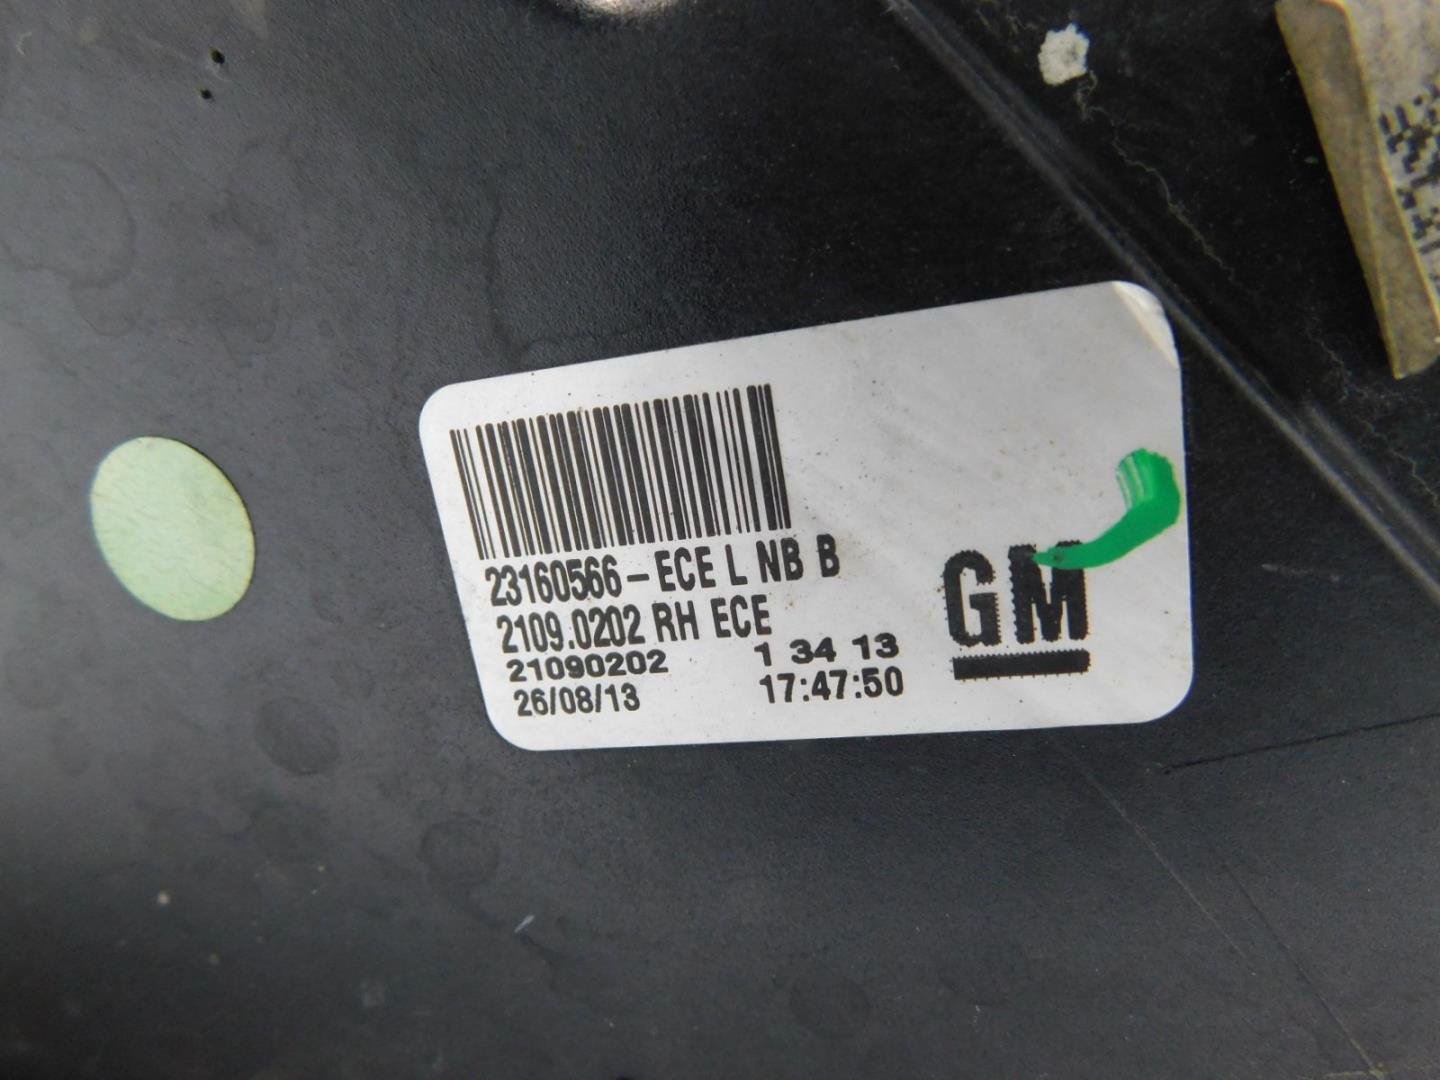 23160566-ECE L NB B
2109.0202 RH ECE
21090202 1 34 13
26/08/13 17:47:50
GM